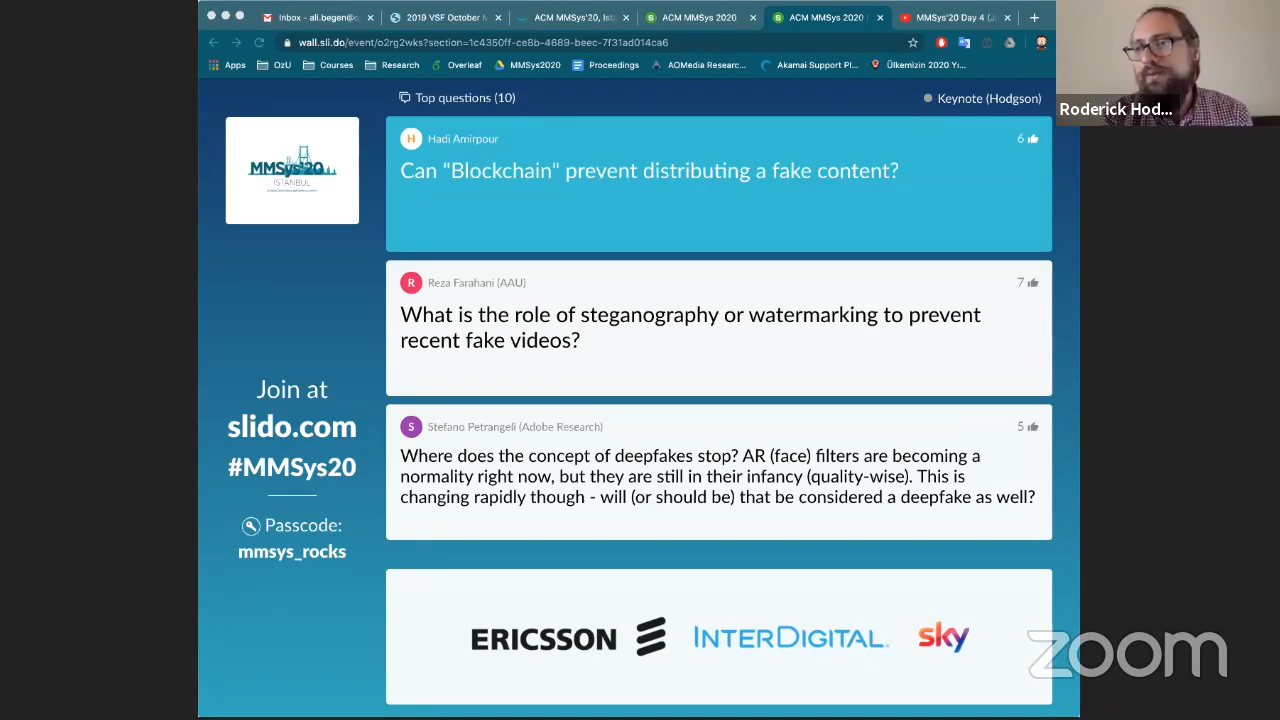 Inbox - ali.begen@o
2019 VSF October M
ACM MMSys'20, Ista
ACM MMSys 2020
ACM MMSys 2020
MMSys'20 Day 4 (J
wall.sli.do/event/o2rg2wks?section=1c4350ff-ce8b-4689-beec-7f31ad014ca6
Apps
OzU
Courses
Research
Overleaf
MMSys2020
Proceedings
AOMedia Researc...
Akamai Support Pl...
Ülkemizin 2020 Yı...
Roderick Hod...
Top questions (10)
Keynote (Hodgson)
MMSys'20
ISTANBUL
H
Hadi Amirpour
6
Can "Blockchain" prevent distributing a fake content?
R
Reza Farahani (AAU)
7
What is the role of steganography or watermarking to prevent
recent fake videos?
Join at
slido.com
#MMSys20
Passcode:
mmsys_rocks
S
Stefano Petrangeli (Adobe Research)
5
Where does the concept of deepfakes stop? AR (face) filters are becoming a
normality right now, but they are still in their infancy (quality-wise). This is
changing rapidly though - will (or should be) that be considered a deepfake as well?
ERICSSON
INTERDIGITAL
sky
zoom